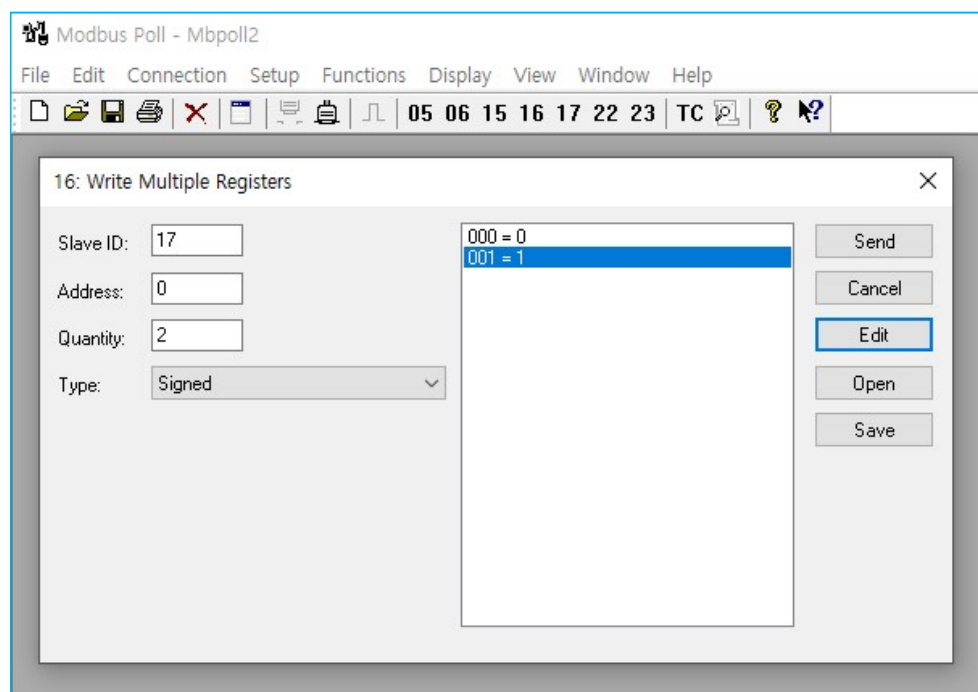 Modbus Poll - Mbpoll2
File Edit Connection Setup Functions Display View Window Help
05 06 15 16 17 22 23 TC
16: Write Multiple Registers
Slave ID: 17
Address: 0
Quantity: 2
Type: Signed
000 = 0
001 = 1
Send
Cancel
Edit
Open
Save